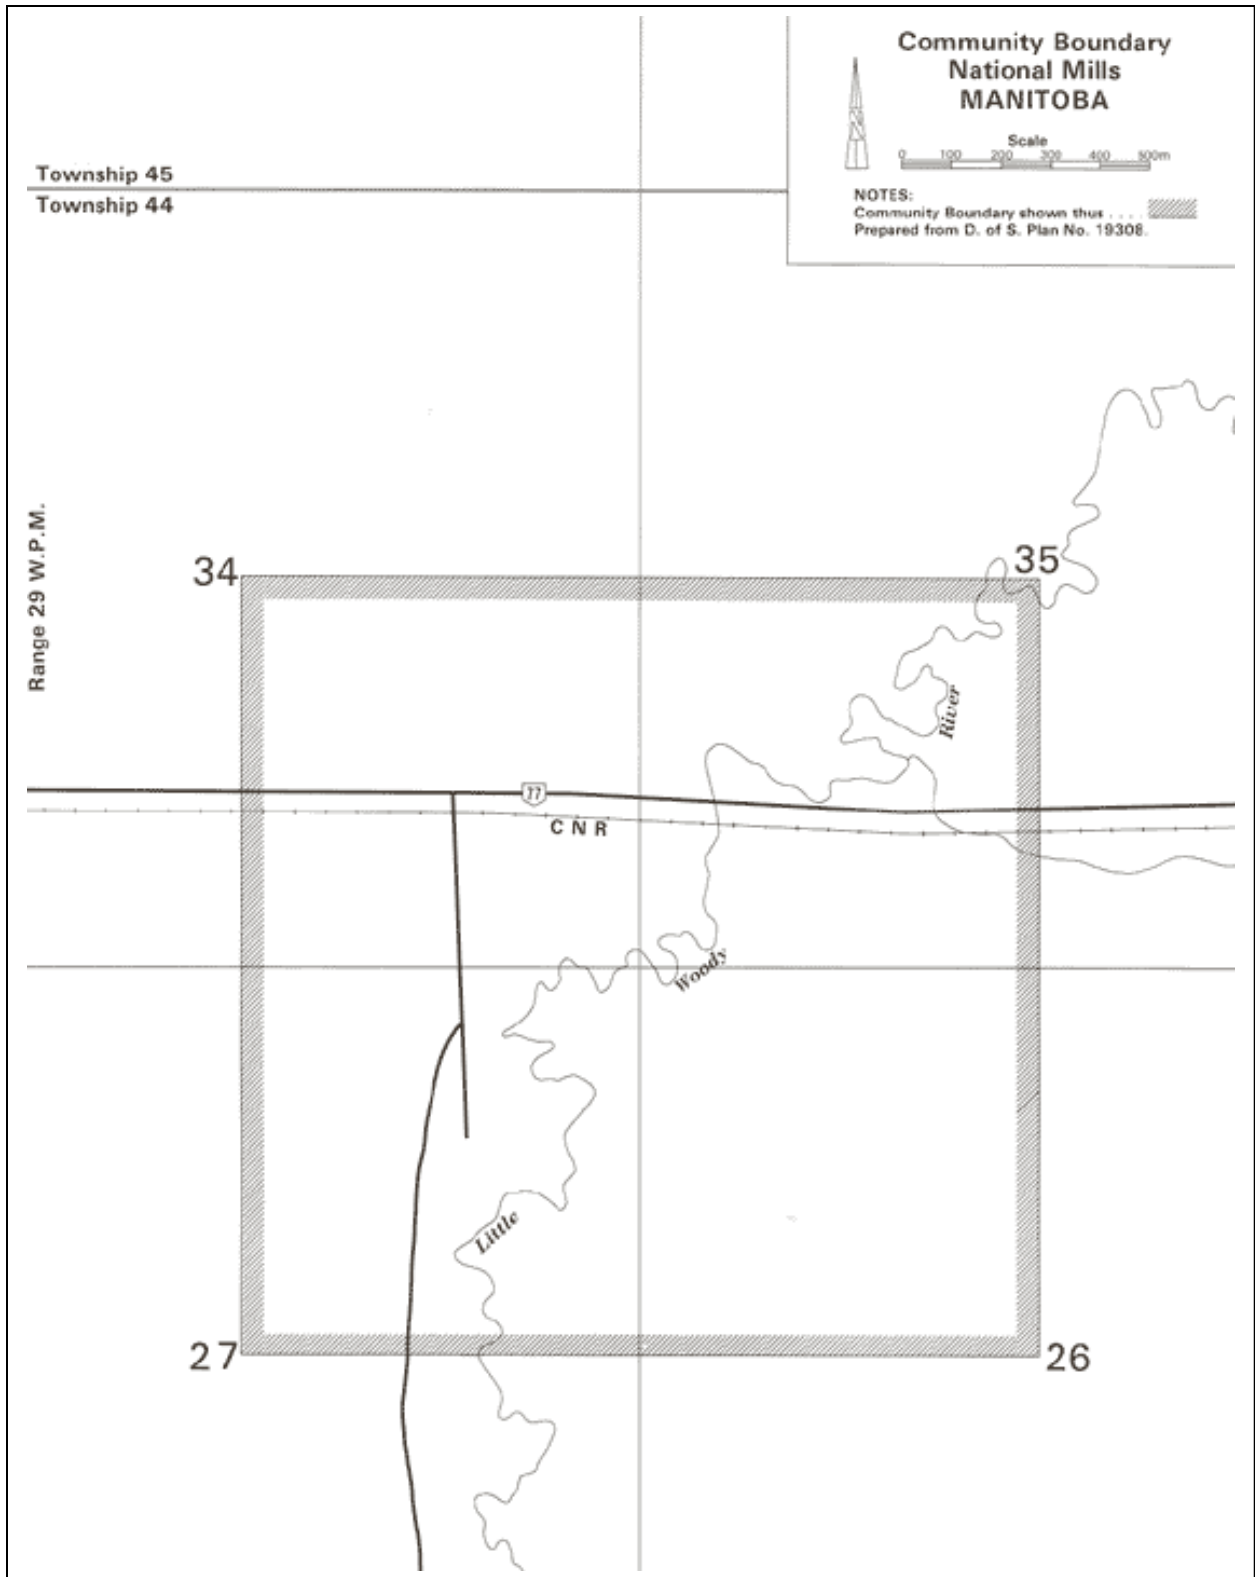 Community Boundary
National Mills
MANITOBA
Scale
0 100 200 300 400 500m
NOTES:
Community Boundary shown thus . . . .
Prepared from D. of S. Plan No. 19308.
Township 45
Township 44
Range 29 W.P.M.
34
35
River
77
C N R
Woody
Little
27
26